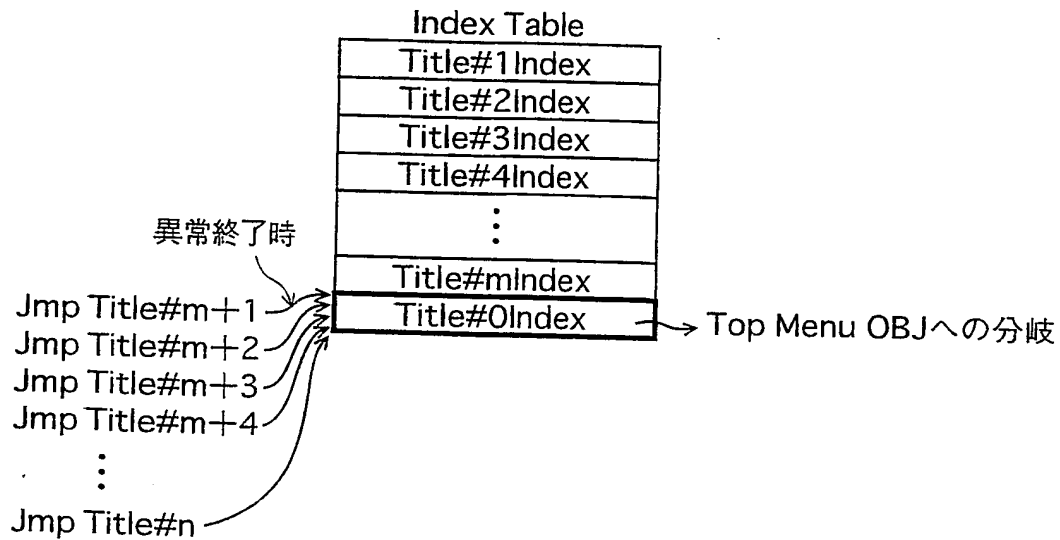 Index Table
Title#1Index
Title#2Index
Title#3Index
Title#4Index
⋮
異常終了時
Title#mIndex
Jmp Title#m+1
Title#0Index
Top Menu OBJへの分岐
Jmp Title#m+2
Jmp Title#m+3
Jmp Title#m+4
⋮
Jmp Title#n